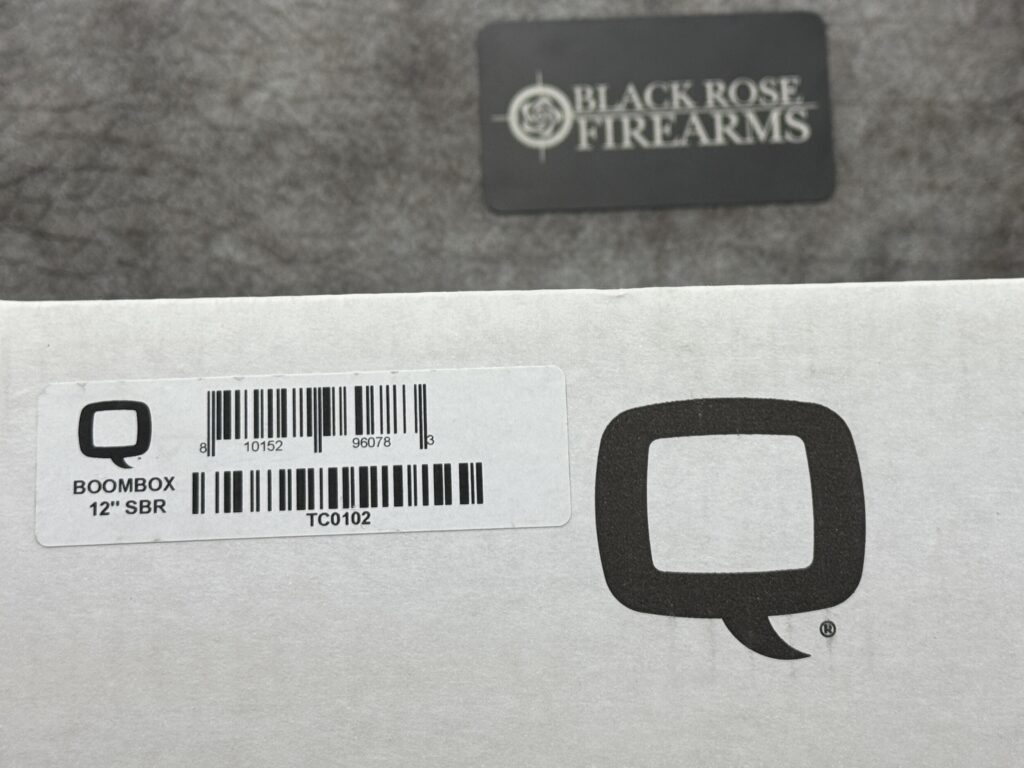 BLACK ROSE
FIREARMS
Q
BOOMBOX
12" SBR
8 10152 96078 3
TC0102
Q
®